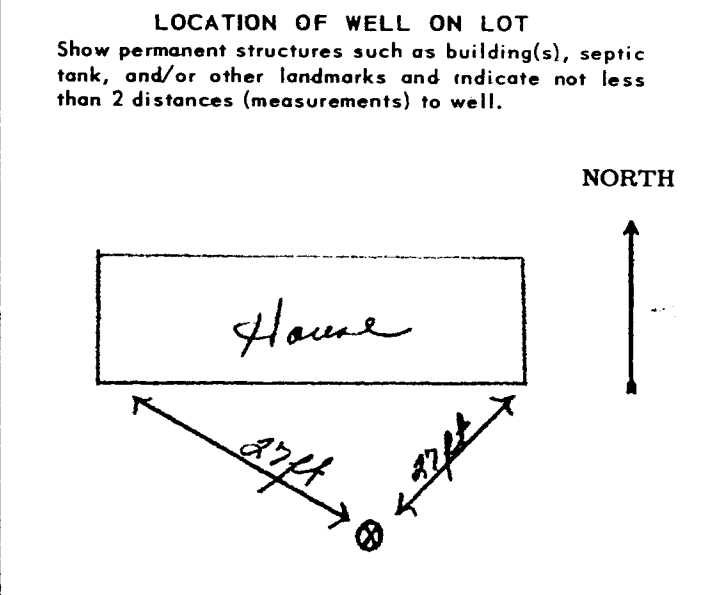 LOCATION OF WELL ON LOT
Show permanent structures such as building(s), septic
tank, and/or other landmarks and indicate not less
than 2 distances (measurements) to well.
NORTH
House
27ft
27ft